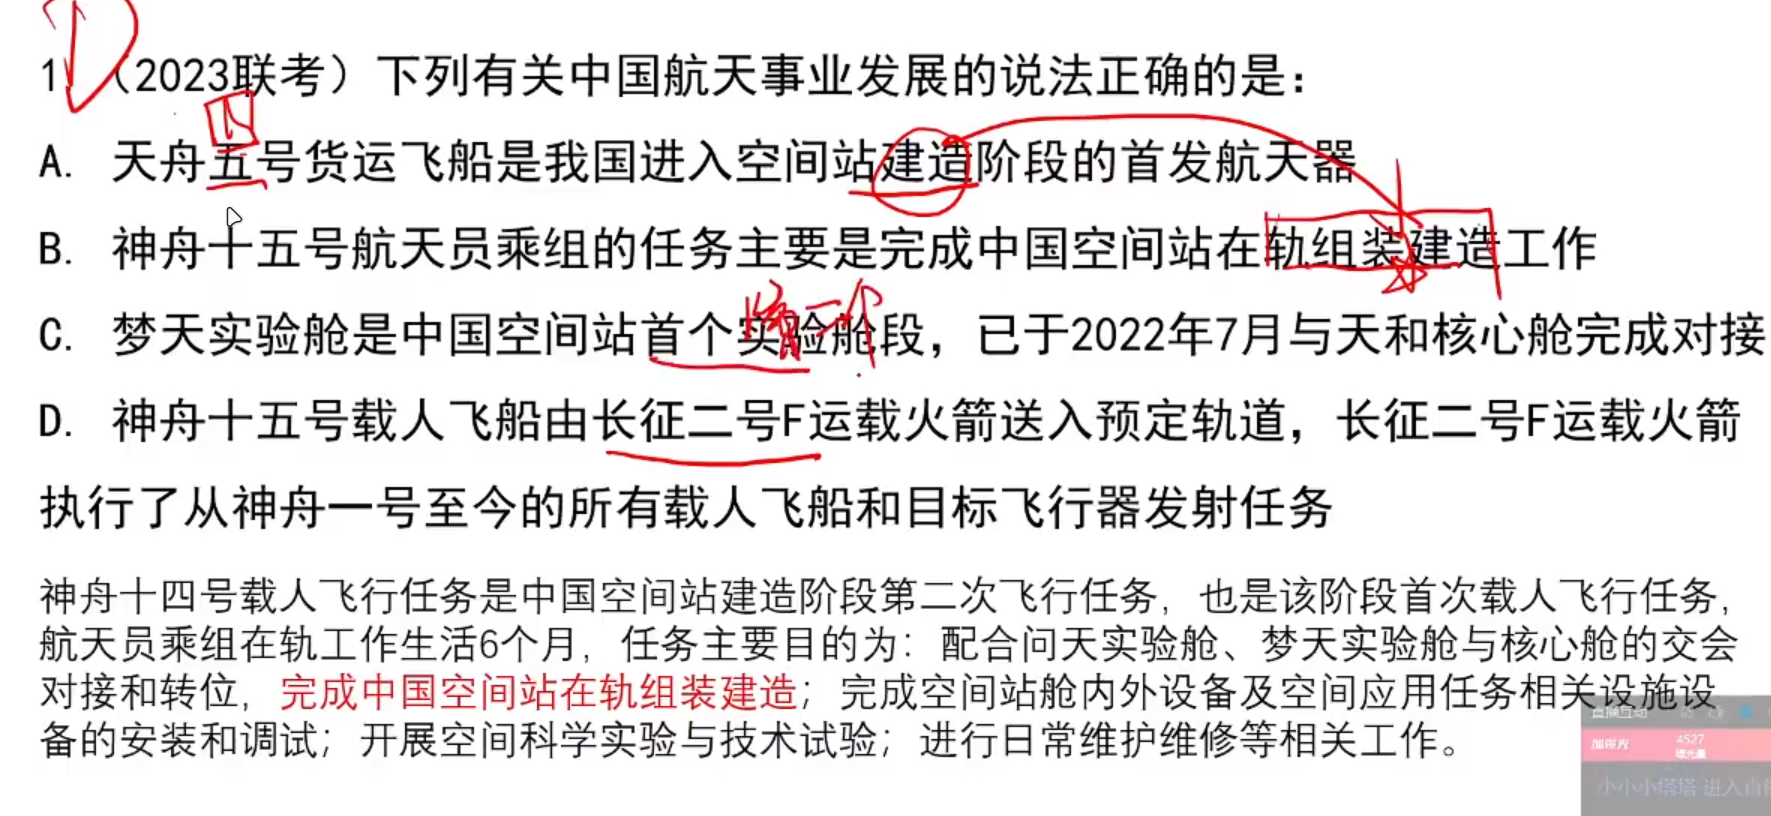 D
1（2023联考）下列有关中国航天事业发展的说法正确的是：
四
A. 天舟五号货运飞船是我国进入空间站建造阶段的首发航天器
B. 神舟十五号航天员乘组的任务主要是完成中国空间站在轨组装建造工作
C. 梦天实验舱是中国空间站首个实验舱段，已于2022年7月与天和核心舱完成对接
D. 神舟十五号载人飞船由长征二号F运载火箭送入预定轨道，长征二号F运载火箭
执行了从神舟一号至今的所有载人飞船和目标飞行器发射任务
神舟十四号载人飞行任务是中国空间站建造阶段第二次飞行任务，也是该阶段首次载人飞行任务，
航天员乘组在轨工作生活6个月，任务主要目的为：配合问天实验舱、梦天实验舱与核心舱的交会
对接和转位，完成中国空间站在轨组装建造；完成空间站舱内外设备及空间应用任务相关设施设
备的安装和调试；开展空间科学实验与技术试验；进行日常维护维修等相关工作。
直播互动
4527
曝光量
小小小塔塔 进入直